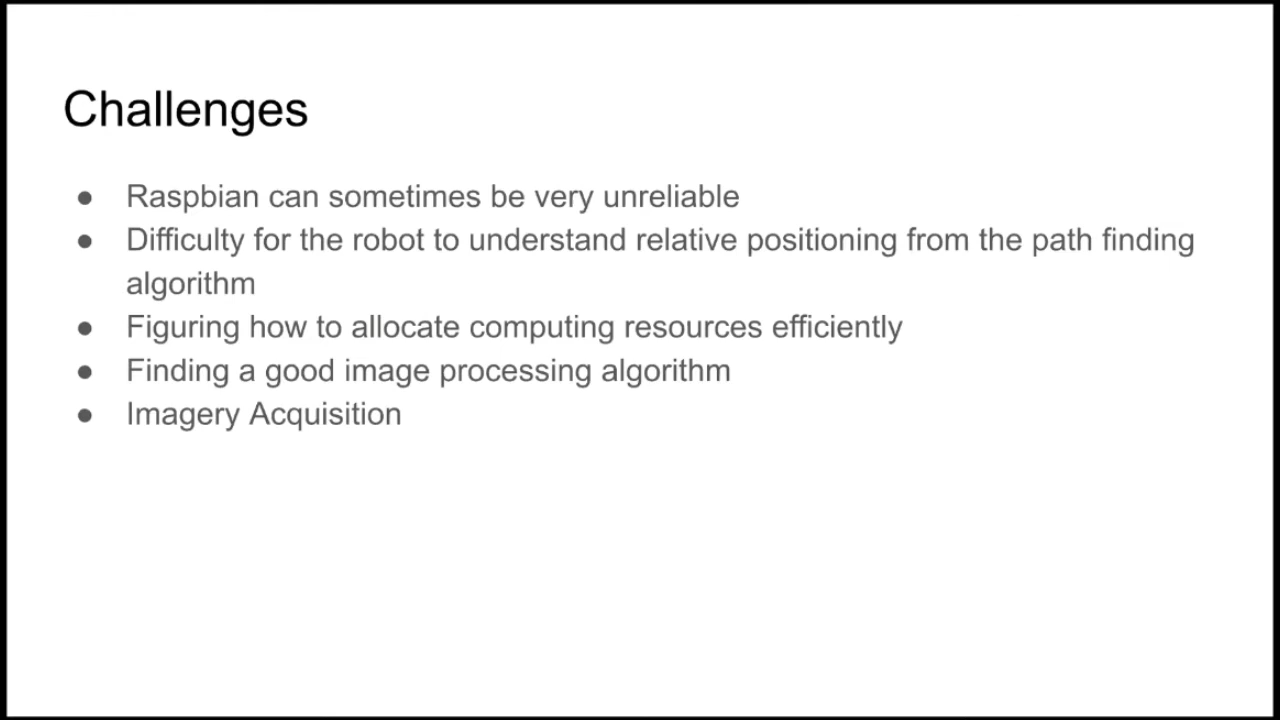 Challenges
● Raspbian can sometimes be very unreliable
● Difficulty for the robot to understand relative positioning from the path finding
algorithm
● Figuring how to allocate computing resources efficiently
● Finding a good image processing algorithm
● Imagery Acquisition